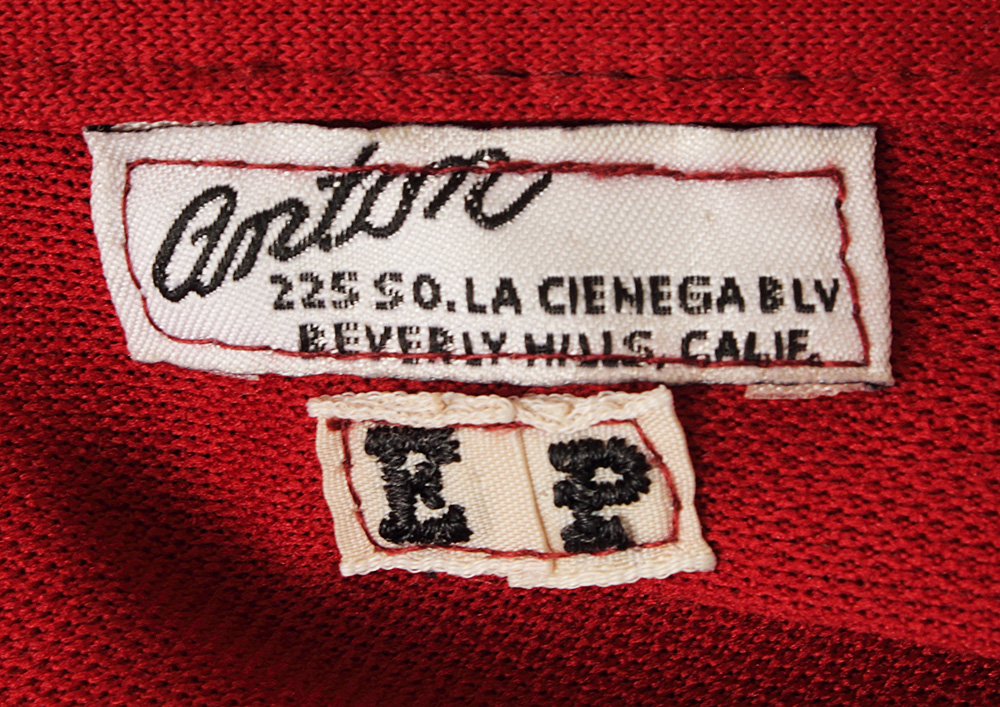 Anton
225 SO. LA CIENEGA BLV
BEVERLY HILLS, CALIF.
E P